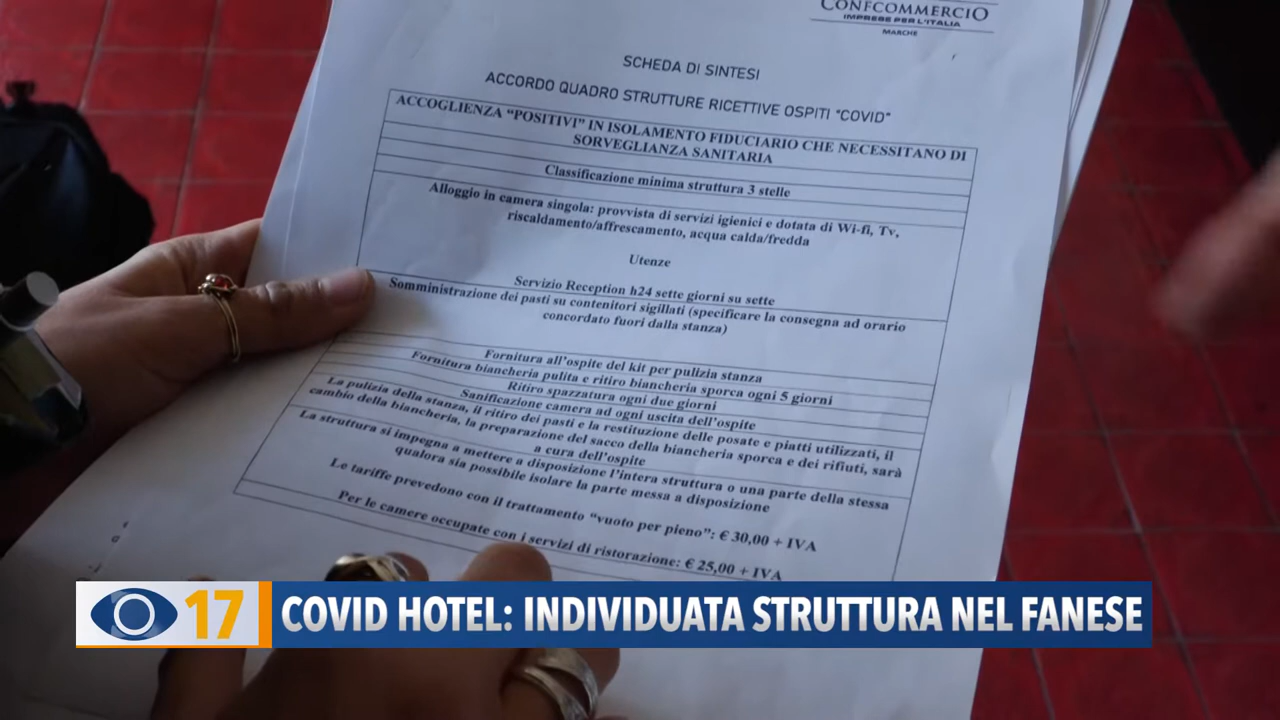 CONFCOMMERCIO
IMPRESE PER L'ITALIA
MARCHE
SCHEDA DI SINTESI
ACCORDO QUADRO STRUTTURE RICETTIVE OSPITI "COVID"
ACCOGLIENZA "POSITIVI" IN ISOLAMENTO FIDUCIARIO CHE NECESSITANO DI
SORVEGLIANZA SANITARIA
Classificazione minima struttura 3 stelle
Alloggio in camera singola: provvista di servizi igienici e dotata di Wi-fi, Tv,
riscaldamento/affrescamento, acqua calda/fredda
Utenze
Servizio Reception h24 sette giorni su sette
Somministrazione dei pasti su contenitori sigillati (specificare la consegna ad orario
concordato fuori dalla stanza)
Fornitura all'ospite del kit per pulizia stanza
Fornitura biancheria pulita e ritiro biancheria sporca ogni 5 giorni
Ritiro spazzatura ogni due giorni
Sanificazione camera ad ogni uscita dell'ospite
La pulizia della stanza, il ritiro dei pasti e la restituzione delle posate e piatti utilizzati, il
cambio della biancheria, la preparazione del sacco della biancheria sporca e dei rifiuti, sarà
a cura dell'ospite
La struttura si impegna a mettere a disposizione l'intera struttura o una parte della stessa
qualora sia possibile isolare la parte messa a disposizione
Le tariffe prevedono con il trattamento "vuoto per pieno": € 30,00 + IVA
Per le camere occupate con i servizi di ristorazione: € 25,00 + IVA
17 COVID HOTEL: INDIVIDUATA STRUTTURA NEL FANESE